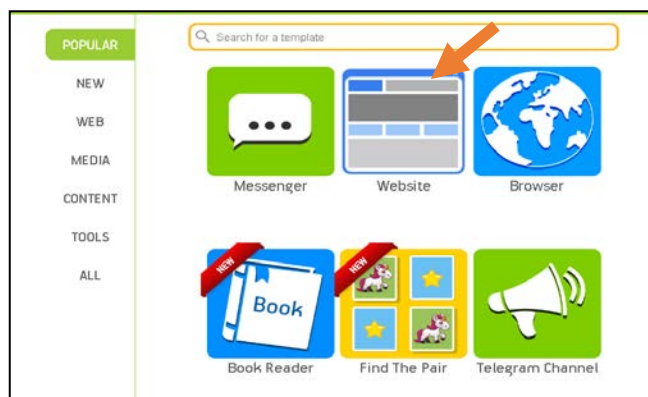 POPULAR
NEW
WEB
MEDIA
CONTENT
TOOLS
ALL
Search for a template
Messenger
Website
Browser
NEW
Book
NEW
Book Reader
Find The Pair
Telegram Channel